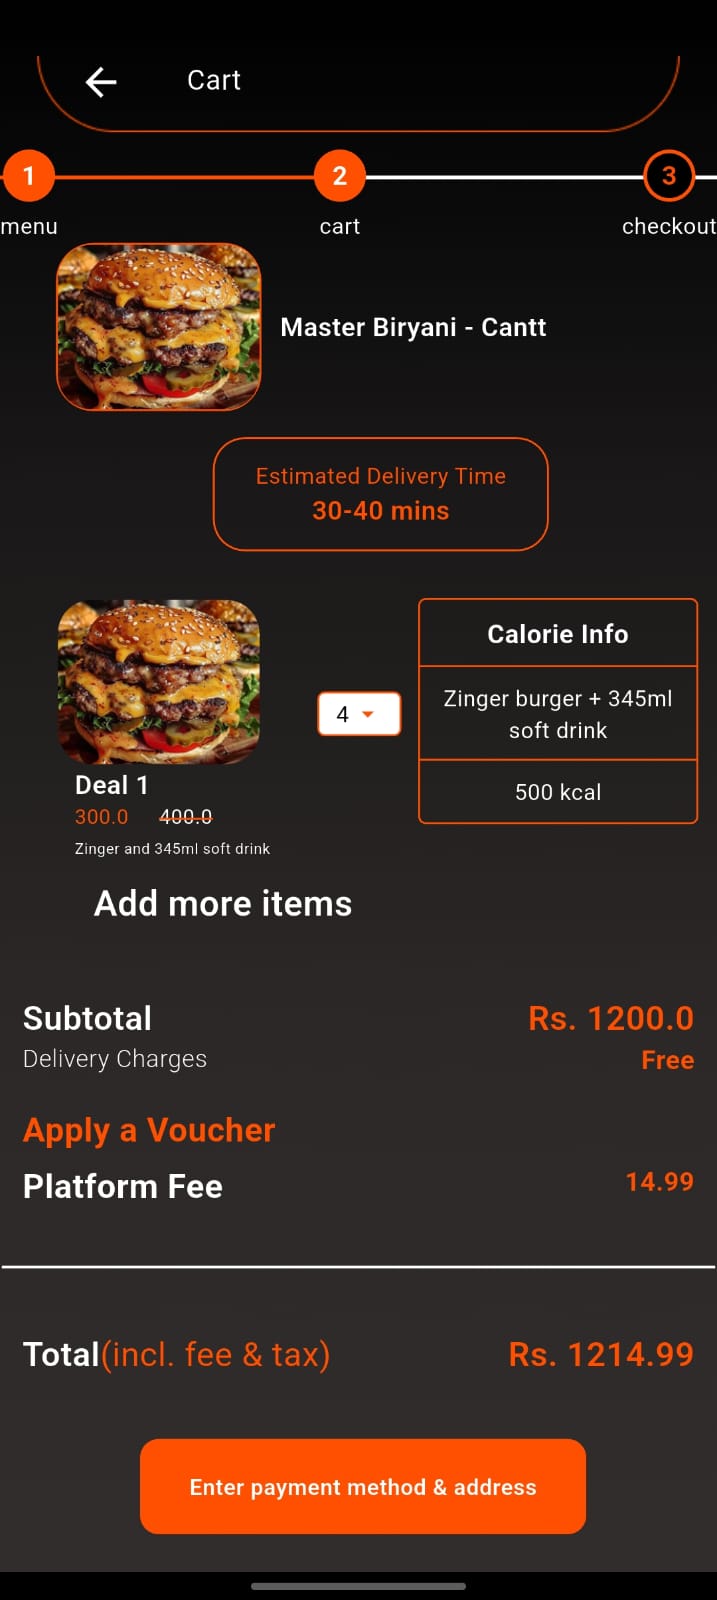 Cart
1
2
3
menu
cart
checkout
Master Biryani - Cantt
Estimated Delivery Time
30-40 mins
4
Calorie Info
Zinger burger + 345ml
soft drink
500 kcal
Deal 1
300.0 400.0
Zinger and 345ml soft drink
Add more items
Subtotal Rs. 1200.0
Delivery Charges Free
Apply a Voucher
Platform Fee 14.99
Total(incl. fee & tax) Rs. 1214.99
Enter payment method & address